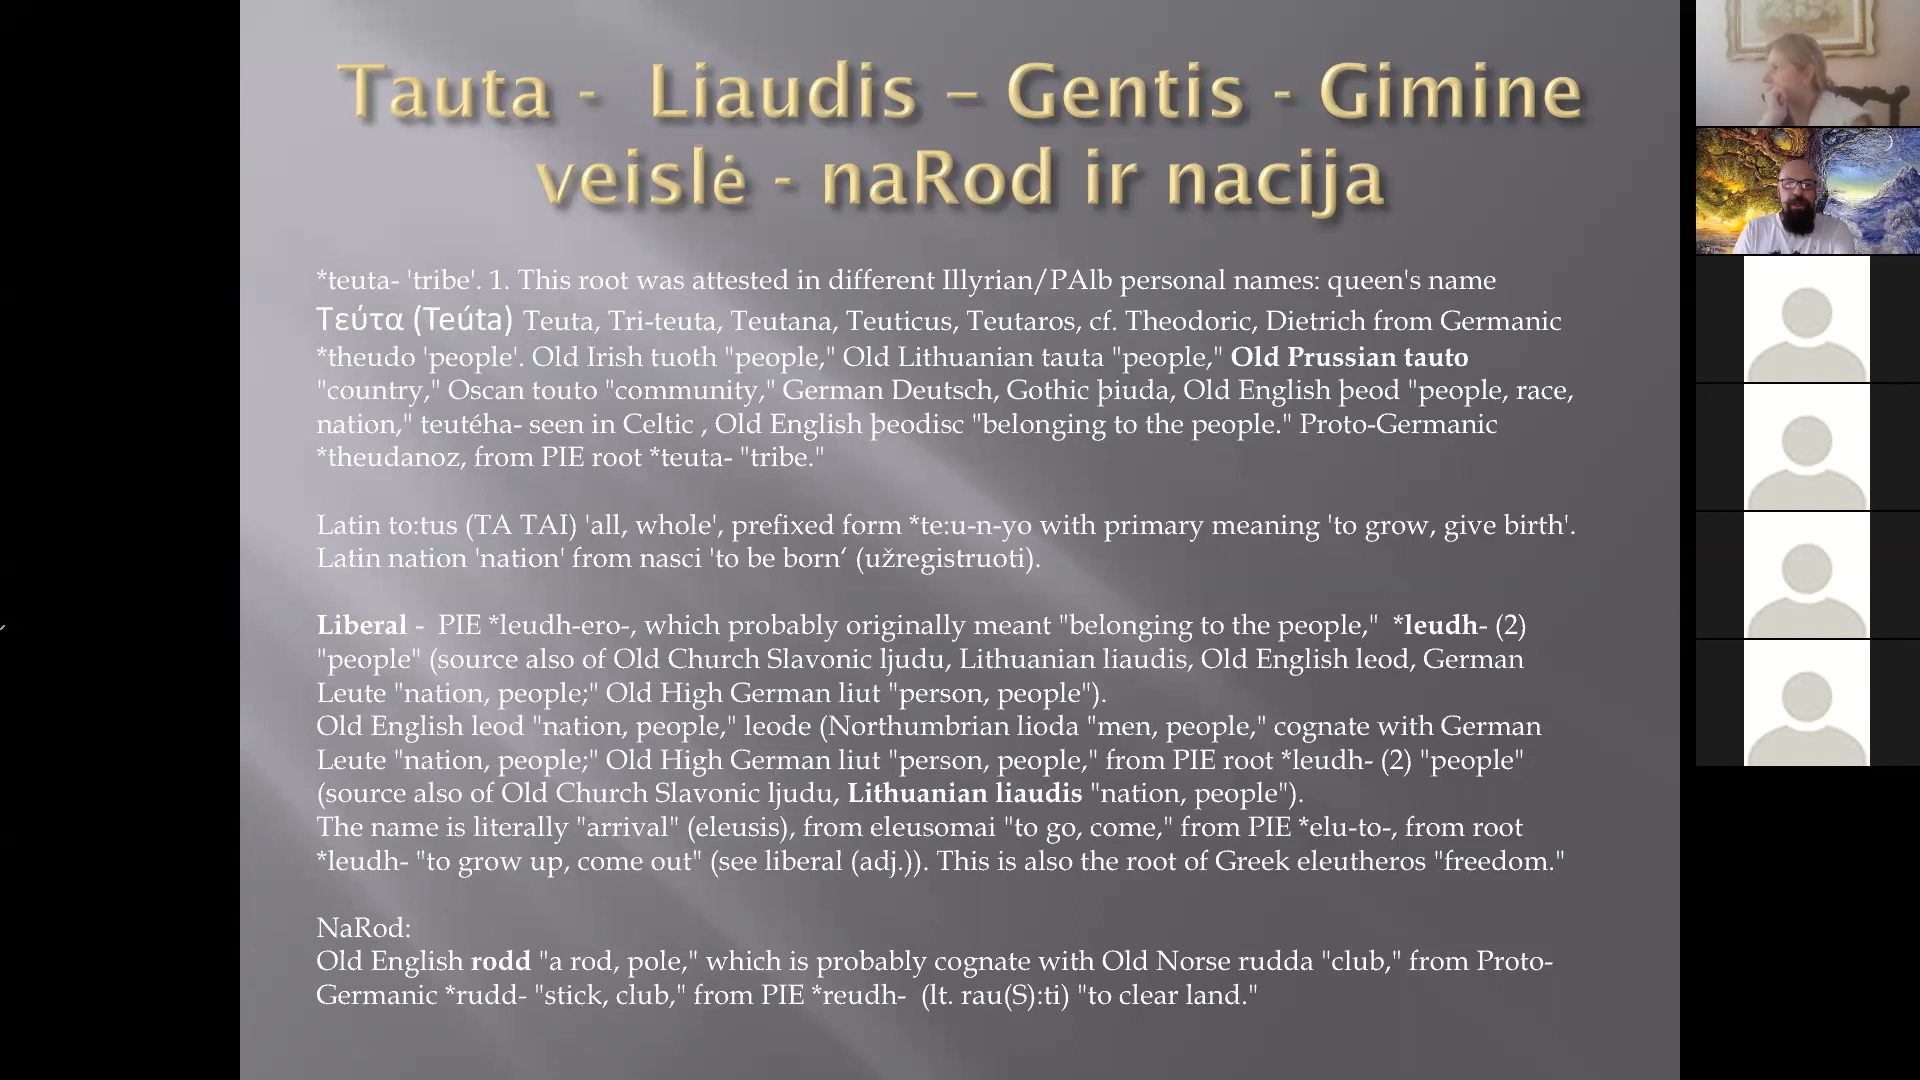 Tauta -  Liaudis – Gentis - Gimine
veislė - naRod ir nacija
*teuta- 'tribe'. 1. This root was attested in different Illyrian/PAlb personal names: queen's name
Τεύτα (Teúta) Teuta, Tri-teuta, Teutana, Teuticus, Teutaros, cf. Theodoric, Dietrich from Germanic
*theudo 'people'. Old Irish tuoth "people," Old Lithuanian tauta "people," Old Prussian tauto
"country," Oscan touto "community," German Deutsch, Gothic þiuda, Old English þeod "people, race,
nation," teutéha- seen in Celtic , Old English þeodisc "belonging to the people." Proto-Germanic
*theudanoz, from PIE root *teuta- "tribe."
Latin to:tus (TA TAI) 'all, whole', prefixed form *te:u-n-yo with primary meaning 'to grow, give birth'.
Latin nation 'nation' from nasci 'to be born‘ (užregistruoti).
Liberal -  PIE *leudh-ero-, which probably originally meant "belonging to the people,"  *leudh- (2)
"people" (source also of Old Church Slavonic ljudu, Lithuanian liaudis, Old English leod, German
Leute "nation, people;" Old High German liut "person, people").
Old English leod "nation, people," leode (Northumbrian lioda "men, people," cognate with German
Leute "nation, people;" Old High German liut "person, people," from PIE root *leudh- (2) "people"
(source also of Old Church Slavonic ljudu, Lithuanian liaudis "nation, people").
The name is literally "arrival" (eleusis), from eleusomai "to go, come," from PIE *elu-to-, from root
*leudh- "to grow up, come out" (see liberal (adj.)). This is also the root of Greek eleutheros "freedom."
NaRod:
Old English rodd "a rod, pole," which is probably cognate with Old Norse rudda "club," from Proto-
Germanic *rudd- "stick, club," from PIE *reudh-  (lt. rau(S):ti) "to clear land."